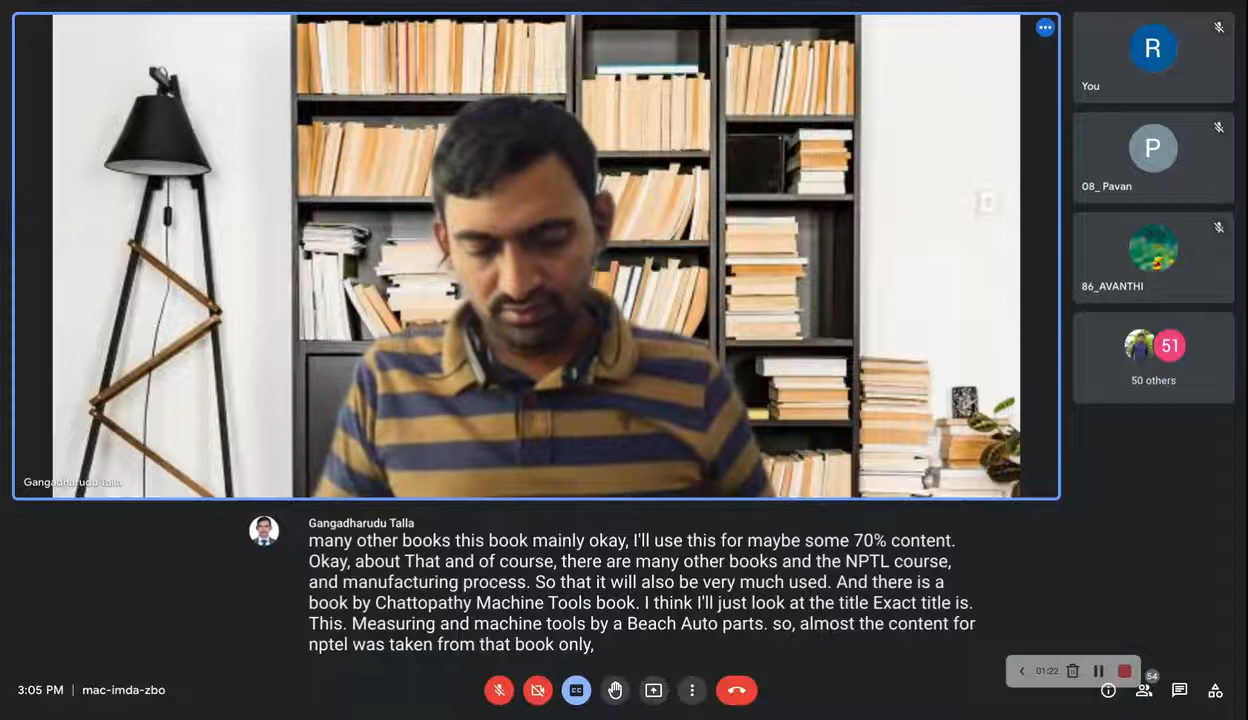 R
You
P
08_ Pavan
86_AVANTHI
51
50 others
Gangadharudu Talla
Gangadharudu Talla
many other books this book mainly okay, I'll use this for maybe some 70% content.
Okay, about That and of course, there are many other books and the NPTL course,
and manufacturing process. So that it will also be very much used. And there is a
book by Chattopathy Machine Tools book. I think I'll just look at the title Exact title is.
This. Measuring and machine tools by a Beach Auto parts. so, almost the content for
nptel was taken from that book only,
01:22
3:05 PM | mac-imda-zbo
CC
54